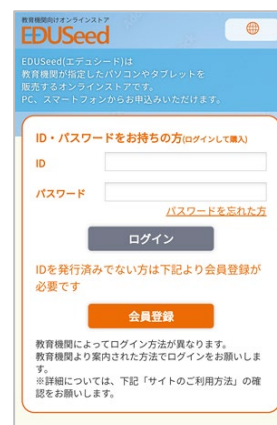 教育機関向けオンラインストア
EDUSeed
EDUSeed(エデュシード)は
教育機関が指定したパソコンやタブレットを
販売するオンラインストアです。
PC、スマートフォンからお申込みいただけます。
ID・パスワードをお持ちの方(ログインして購入)
ID
パスワード
パスワードを忘れた方
ログイン
IDを発行済みでない方は下記より会員登録が
必要です
会員登録
教育機関によってログイン方法が異なります。
教育機関より案内された方法でログインをお願いしま
す。
※詳細については、下記「サイトのご利用方法」の確
認をお願いします。